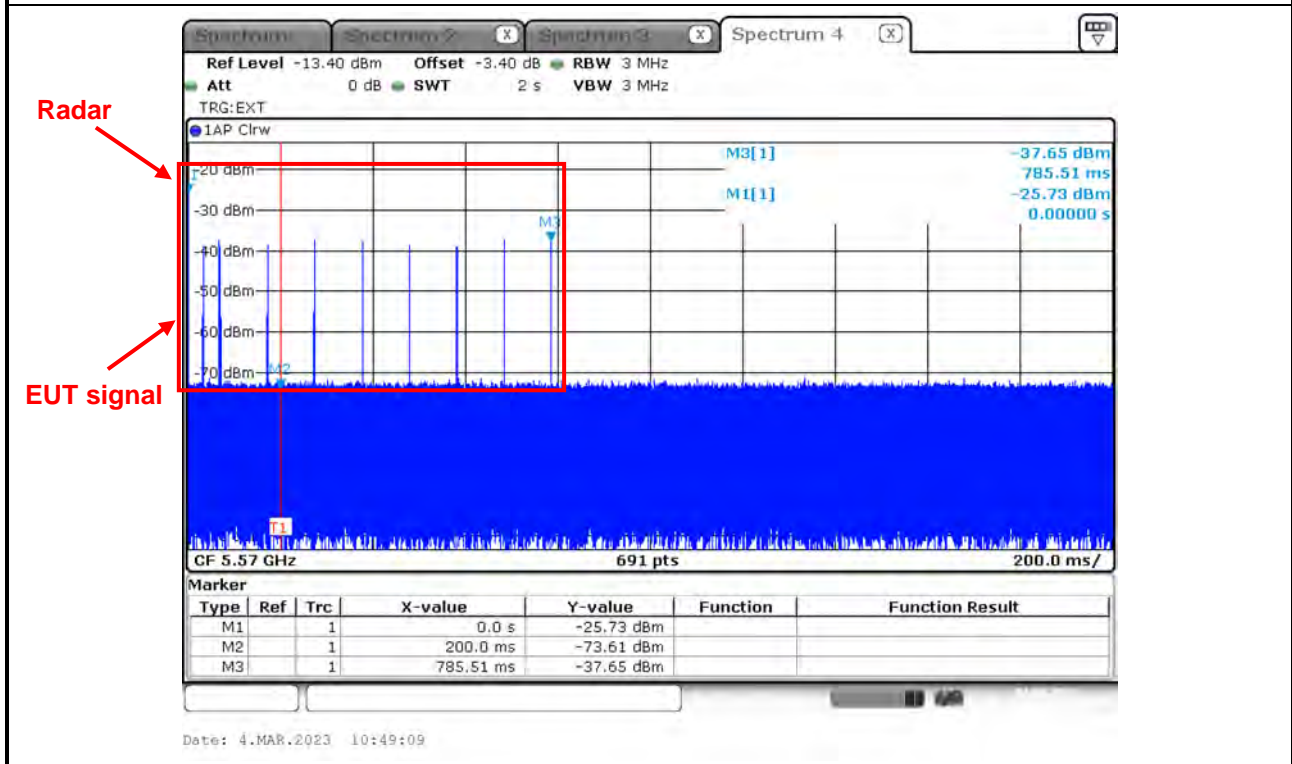 Spectrum
Spectrum 2
Spectrum 3
Spectrum 4
Ref Level -13.40 dBm Offset -3.40 dB RBW 3 MHz
Att 0 dB SWT 2 s VBW 3 MHz
TRG:EXT
Radar
1AP Clrw
M3[1] -37.65 dBm
785.51 ms
M1[1] -25.73 dBm
0.00000 s
-20 dBm
-30 dBm
M3
-40 dBm
-50 dBm
-60 dBm
-70 dBm
M2
EUT signal
T1
CF 5.57 GHz 691 pts 200.0 ms/
Marker
Type Ref Trc X-value Y-value Function Function Result
M1 1 0.0 s -25.73 dBm
M2 1 200.0 ms -73.61 dBm
M3 1 785.51 ms -37.65 dBm
Date: 4.MAR.2023 10:49:09